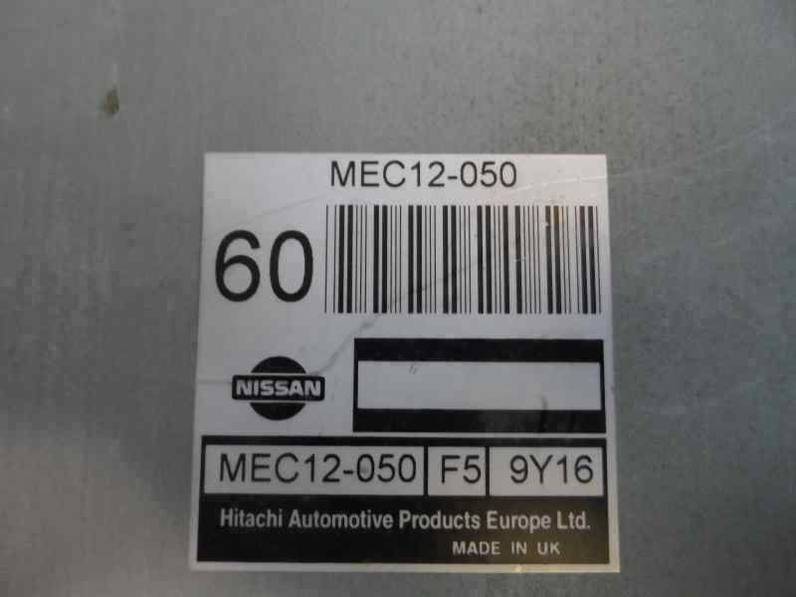 MEC12-050
60
NISSAN
MEC12-050 F5 9Y16
Hitachi Automotive Products Europe Ltd.
MADE IN UK